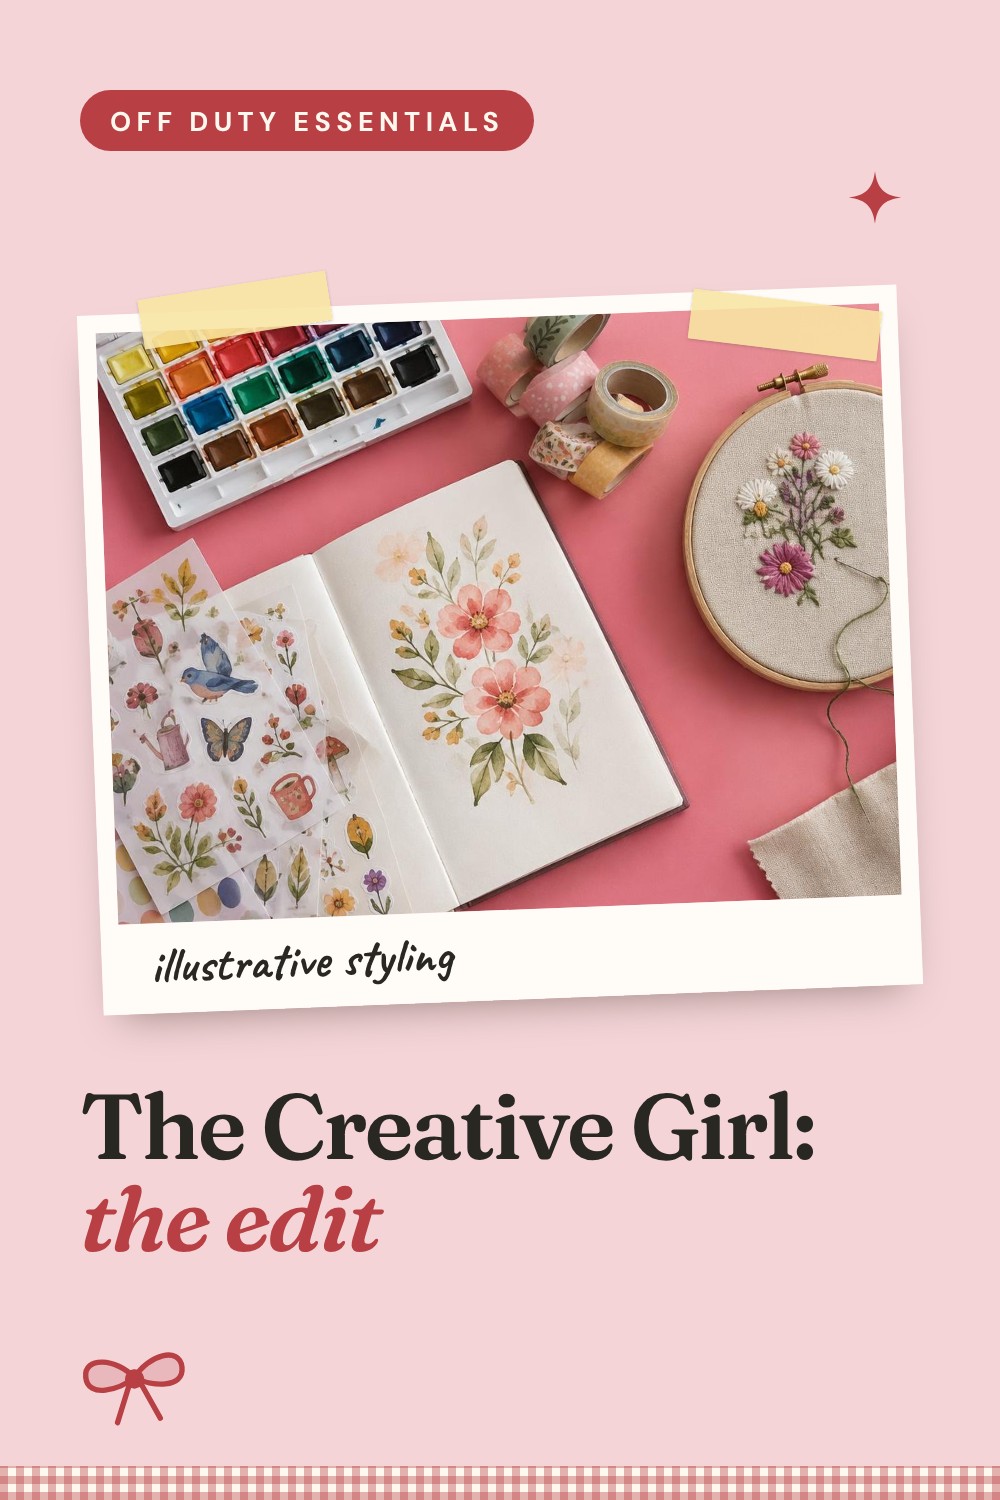 OFF DUTY ESSENTIALS
illustrative styling
The Creative Girl:
the edit